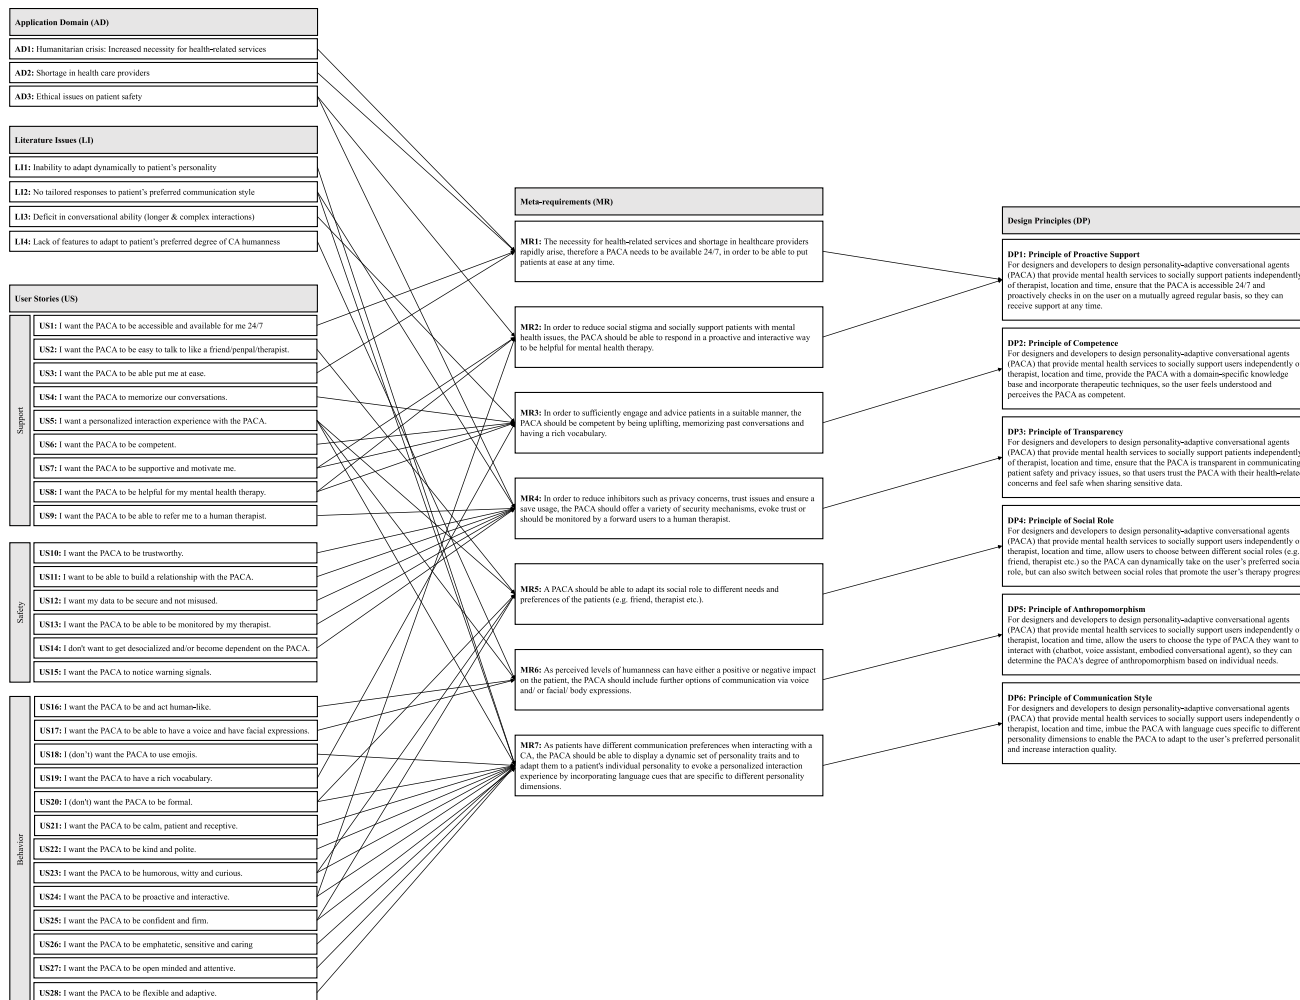 Application Domain (AD)
AD1: Humanitarian crisis: Increased necessity for health-related services
AD2: Shortage in health care providers
AD3: Ethical issues on patient safety
Literature Issues (LI)
LI1: Inability to adapt dynamically to patient's personality
LI2: No tailored responses to patient's preferred communication style
LI3: Deficit in conversational ability (longer & complex interactions)
LI4: Lack of features to adapt to patient's preferred degree of CA humanness
User Stories (US)
Support
US1: I want the PACA to be accessible and available for me 24/7
US2: I want the PACA to be easy to talk to like a friend/penpal/therapist.
US3: I want the PACA to be able put me at ease.
US4: I want the PACA to memorize our conversations.
US5: I want a personalized interaction experience with the PACA.
US6: I want the PACA to be competent.
US7: I want the PACA to be supportive and motivate me.
US8: I want the PACA to be helpful for my mental health therapy.
US9: I want the PACA to be able to refer me to a human therapist.
Safety
US10: I want the PACA to be trustworthy.
US11: I want to be able to build a relationship with the PACA.
US12: I want my data to be secure and not misused.
US13: I want the PACA to be able to be monitored by my therapist.
US14: I don't want to get desocialized and/or become dependent on the PACA.
US15: I want the PACA to notice warning signals.
Behavior
US16: I want the PACA to be and act human-like.
US17: I want the PACA to be able to have a voice and have facial expressions.
US18: I (don't) want the PACA to use emojis.
US19: I want the PACA to have a rich vocabulary.
US20: I (don't) want the PACA to be formal.
US21: I want the PACA to be calm, patient and receptive.
US22: I want the PACA to be kind and polite.
US23: I want the PACA to be humorous, witty and curious.
US24: I want the PACA to be proactive and interactive.
US25: I want the PACA to be confident and firm.
US26: I want the PACA to be emphatetic, sensitive and caring
US27: I want the PACA to be open minded and attentive.
US28: I want the PACA to be flexible and adaptive.
Meta-requirements (MR)
MR1: The necessity for health-related services and shortage in healthcare providers
rapidly arise, therefore a PACA needs to be available 24/7, in order to be able to put
patients at ease at any time.
MR2: In order to reduce social stigma and socially support patients with mental
health issues, the PACA should be able to respond in a proactive and interactive way
to be helpful for mental health therapy.
MR3: In order to sufficiently engage and advice patients in a suitable manner, the
PACA should be competent by being uplifting, memorizing past conversations and
having a rich vocabulary.
MR4: In order to reduce inhibitors such as privacy concerns, trust issues and ensure a
save usage, the PACA should offer a variety of security mechanisms, evoke trust or
should be monitored by a forward users to a human therapist.
MR5: A PACA should be able to adapt its social role to different needs and
preferences of the patients (e.g. friend, therapist etc.).
MR6: As perceived levels of humanness can have either a positive or negative impact
on the patient, the PACA should include further options of communication via voice
and/ or facial/ body expressions.
MR7: As patients have different communication preferences when interacting with a
CA, the PACA should be able to display a dynamic set of personality traits and to
adapt them to a patient's individual personality to evoke a personalized interaction
experience by incorporating language cues that are specific to different personality
dimensions.
Design Principles (DP)
DP1: Principle of Proactive Support
For designers and developers to design personality-adaptive conversational agents
(PACA) that provide mental health services to socially support patients independently
of therapist, location and time, ensure that the PACA is accessible 24/7 and
proactively checks in on the user on a mutually agreed regular basis, so they can
receive support at any time.
DP2: Principle of Competence
For designers and developers to design personality-adaptive conversational agents
(PACA) that provide mental health services to socially support users independently o
therapist, location and time, provide the PACA with a domain-specific knowledge
base and incorporate therapeutic techniques, so the user feels understood and
perceives the PACA as competent.
DP3: Principle of Transparency
For designers and developers to design personality-adaptive conversational agents
(PACA) that provide mental health services to socially support patients independently
of therapist, location and time, ensure that the PACA is transparent in communicating
patient safety and privacy issues, so that users trust the PACA with their health-relate
concerns and feel safe when sharing sensitive data.
DP4: Principle of Social Role
For designers and developers to design personality-adaptive conversational agents
(PACA) that provide mental health services to socially support users independently o
therapist, location and time, allow users to choose between different social roles (e.g.
friend, therapist etc.) so the PACA can dynamically take on the user's preferred socia
role, but can also switch between social roles that promote the user's therapy progress
DP5: Principle of Anthropomorphism
For designers and developers to design personality-adaptive conversational agents
(PACA) that provide mental health services to socially support users independently o
therapist, location and time, allow the users to choose the type of PACA they want to
interact with (chatbot, voice assistant, embodied conversational agent), so they can
determine the PACA's degree of anthropomorphism based on individual needs.
DP6: Principle of Communication Style
For designers and developers to design personality-adaptive conversational agents
(PACA) that provide mental health services to socially support users independently o
therapist, location and time, imbue the PACA with language cues specific to different
personality dimensions to enable the PACA to adapt to the user's preferred personalit
and increase interaction quality.